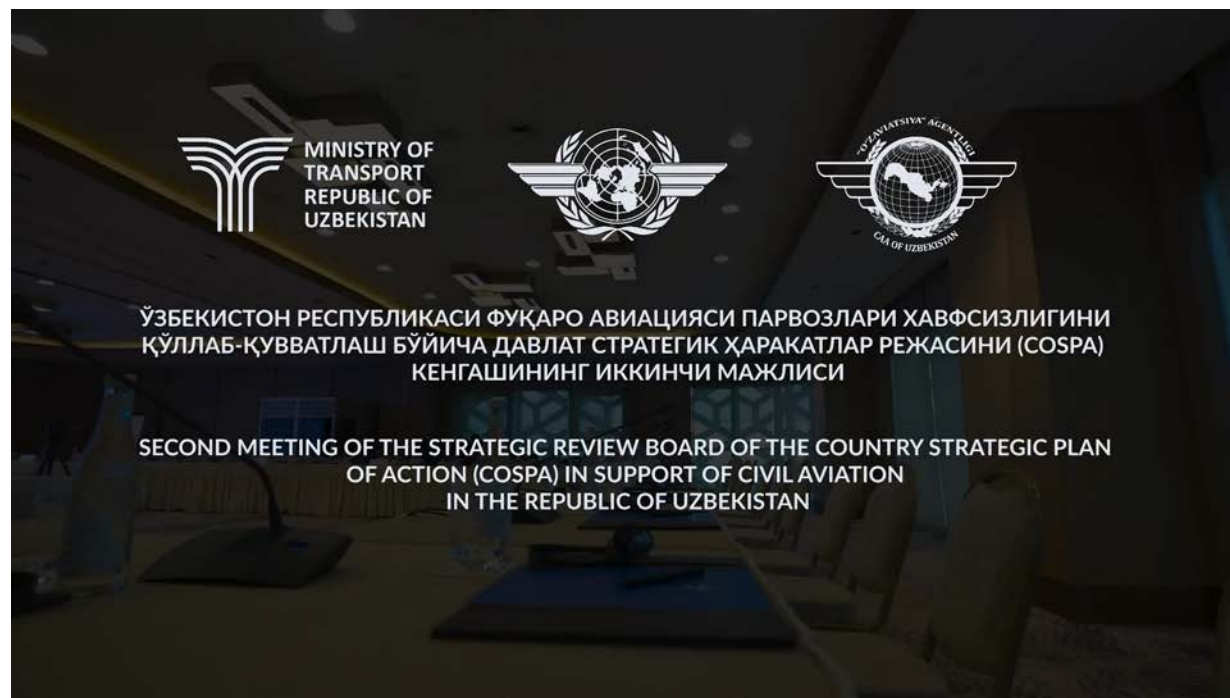 MINISTRY OF
TRANSPORT
REPUBLIC OF
UZBEKISTAN
"O'ZAVIATSIYA" AGENTLIGI
CAA OF UZBEKISTAN
ЎЗБЕКИСТОН РЕСПУБЛИКАСИ ФУҚАРО АВИАЦИЯСИ ПАРВОЗЛАРИ ХАВФСИЗЛИГИНИ
ҚЎЛЛАБ-ҚУВВАТЛАШ БЎЙИЧА ДАВЛАТ СТРАТЕГИК ҲАРАКАТЛАР РЕЖАСИНИ (COSPA)
КЕНГАШИНИНГ ИККИНЧИ МАЖЛИСИ
SECOND MEETING OF THE STRATEGIC REVIEW BOARD OF THE COUNTRY STRATEGIC PLAN
OF ACTION (COSPA) IN SUPPORT OF CIVIL AVIATION
IN THE REPUBLIC OF UZBEKISTAN